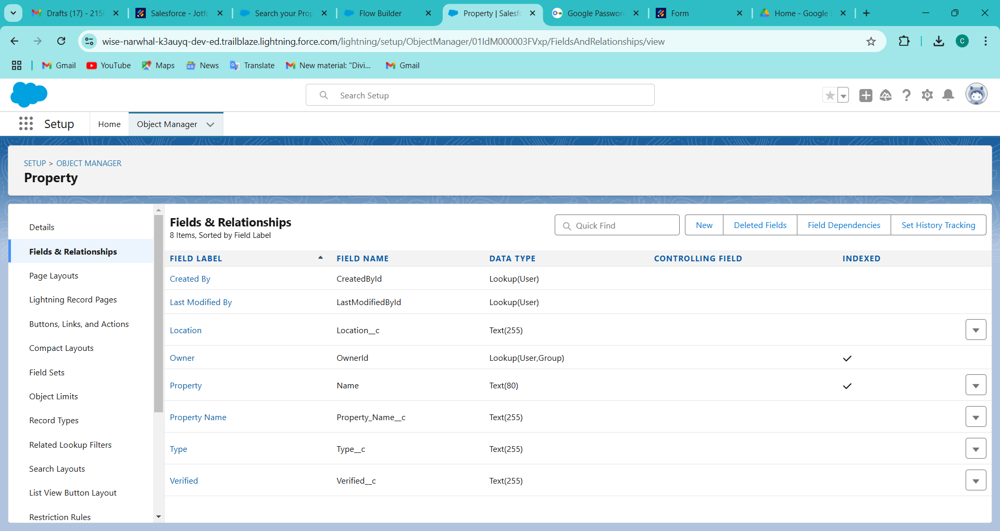 Drafts (17) - 215
Salesforce - Jotfo
Search your Prop
Flow Builder
Property | Salesfo
Google Password
Form
Home - Google
wise-narwhal-k3auyq-dev-ed.trailblaze.lightning.force.com/lightning/setup/ObjectManager/01IdM000003FVxp/FieldsAndRelationships/view
C
Gmail
YouTube
Maps
News
Translate
New material: "Divi...
Gmail
Search Setup
Setup
Home
Object Manager
SETUP > OBJECT MANAGER
Property
Details
Fields & Relationships
Page Layouts
Lightning Record Pages
Buttons, Links, and Actions
Compact Layouts
Field Sets
Object Limits
Record Types
Related Lookup Filters
Search Layouts
List View Button Layout
Restriction Rules
Fields & Relationships
8 Items, Sorted by Field Label
Quick Find
New
Deleted Fields
Field Dependencies
Set History Tracking
FIELD LABEL FIELD NAME DATA TYPE CONTROLLING FIELD INDEXED
Created By CreatedById Lookup(User)
Last Modified By LastModifiedById Lookup(User)
Location Location__c Text(255)
Owner OwnerId Lookup(User,Group)
Property Name Text(80)
Property Name Property_Name__c Text(255)
Type Type__c Text(255)
Verified Verified__c Text(255)